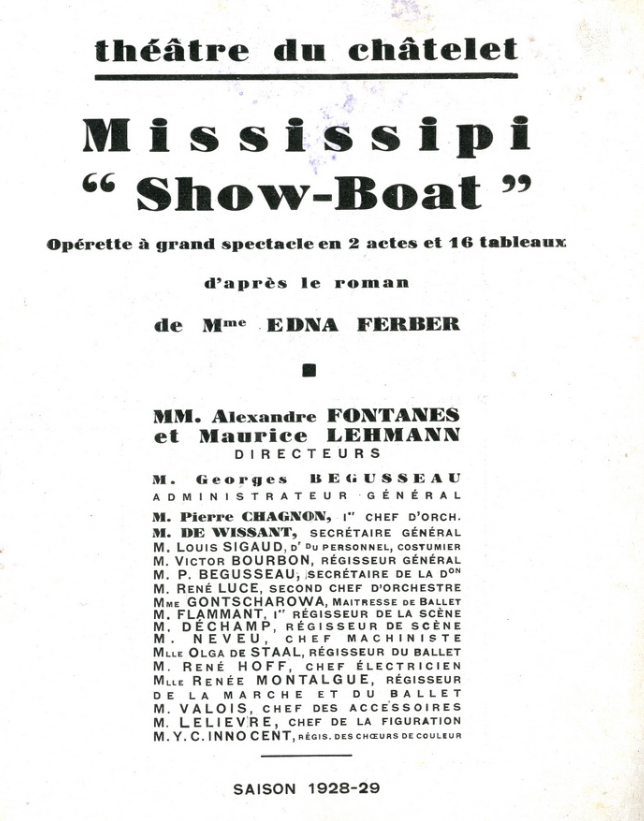 théâtre du châtelet
Mississipi
“ Show-Boat ”
Opérette à grand spectacle en 2 actes et 16 tableaux
d'après le roman
de Mme EDNA FERBER
MM. Alexandre FONTANES
et Maurice LEHMANN
DIRECTEURS
M. Georges BEGUSSEAU
ADMINISTRATEUR GÉNÉRAL
M. Pierre CHAGNON, 1er CHEF D'ORCH.
M. DE WISSANT, SECRÉTAIRE GÉNÉRAL
M. LOUIS SIGAUD, Dr DU PERSONNEL, COSTUMIER
M. VICTOR BOURBON, RÉGISSEUR GÉNÉRAL
M. P. BEGUSSEAU, SECRÉTAIRE DE LA DON
M. RENÉ LUCE, SECOND CHEF D'ORCHESTRE
MME GONTSCHAROWA, MAITRESSE DE BALLET
M. FLAMMANT, 1er RÉGISSEUR DE LA SCÈNE
M. DÉCHAMP, RÉGISSEUR DE SCÈNE
M. NEVEU, CHEF MACHINISTE
MLLE OLGA DE STAAL, RÉGISSEUR DU BALLET
M. RENÉ HOFF, CHEF ÉLECTRICIEN
MLLE RENÉE MONTALGUE, RÉGISSEUR
DE LA MARCHE ET DU BALLET
M. VALOIS, CHEF DES ACCESSOIRES
M. LELIEVRE, CHEF DE LA FIGURATION
M. Y. C. INNOCENT, RÉGIS. DES CHŒURS DE COULEUR
SAISON 1928-29